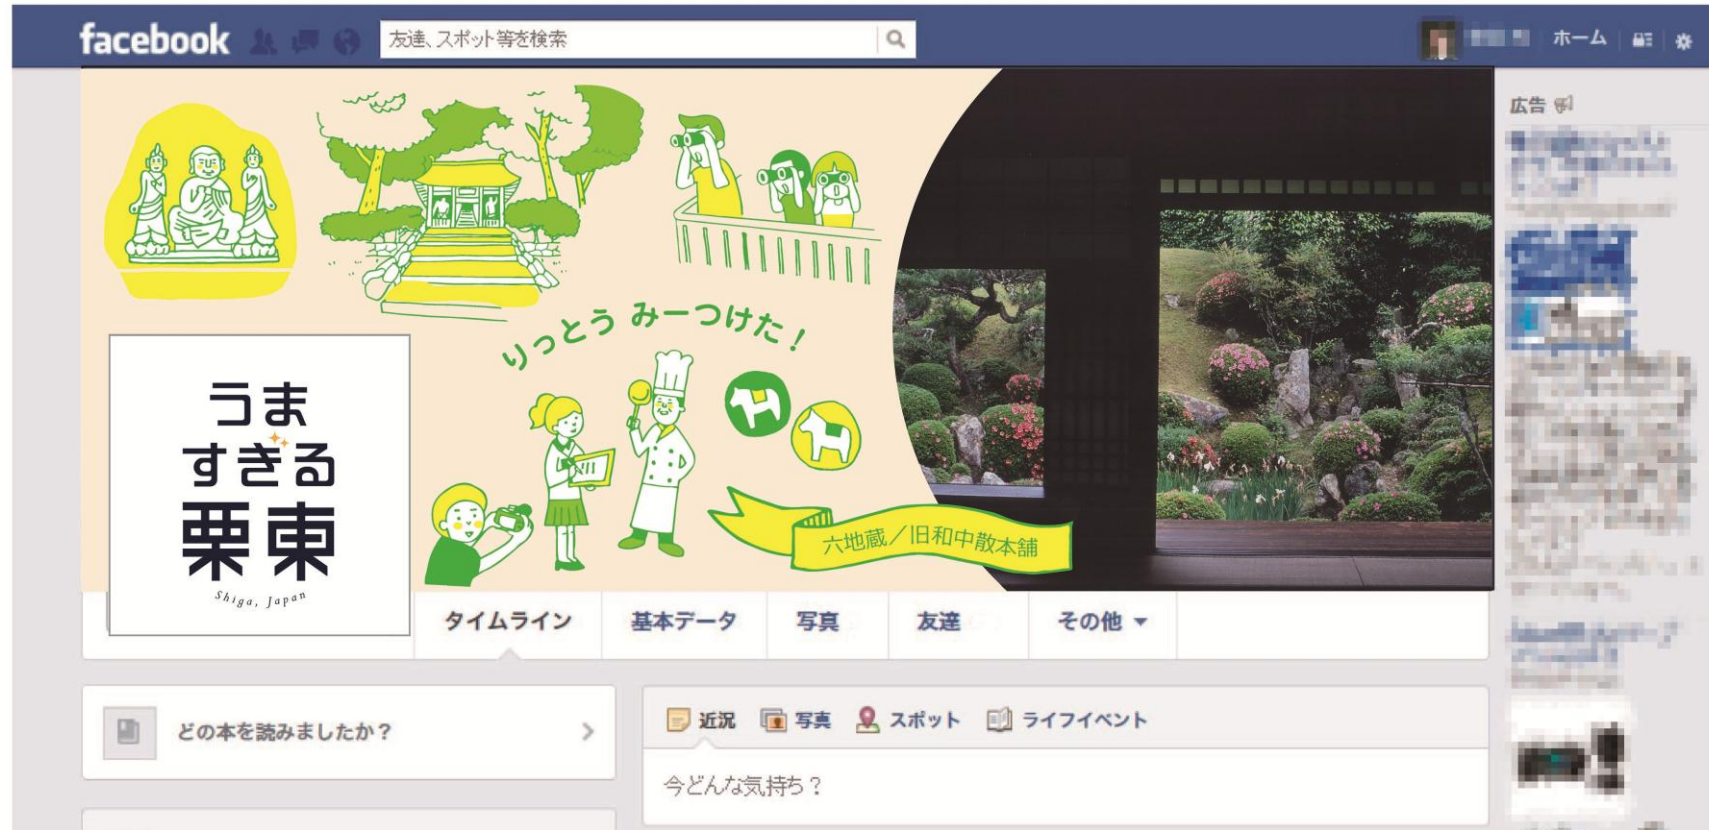 facebook
友達、スポット等を検索
ホーム
広告
りっとう みーつけた！
うま
すぎる
栗東
Shiga, Japan
六地蔵／旧和中散本舗
タイムライン
基本データ
写真
友達
その他
どの本を読みましたか？
近況
写真
スポット
ライフイベント
今どんな気持ち？